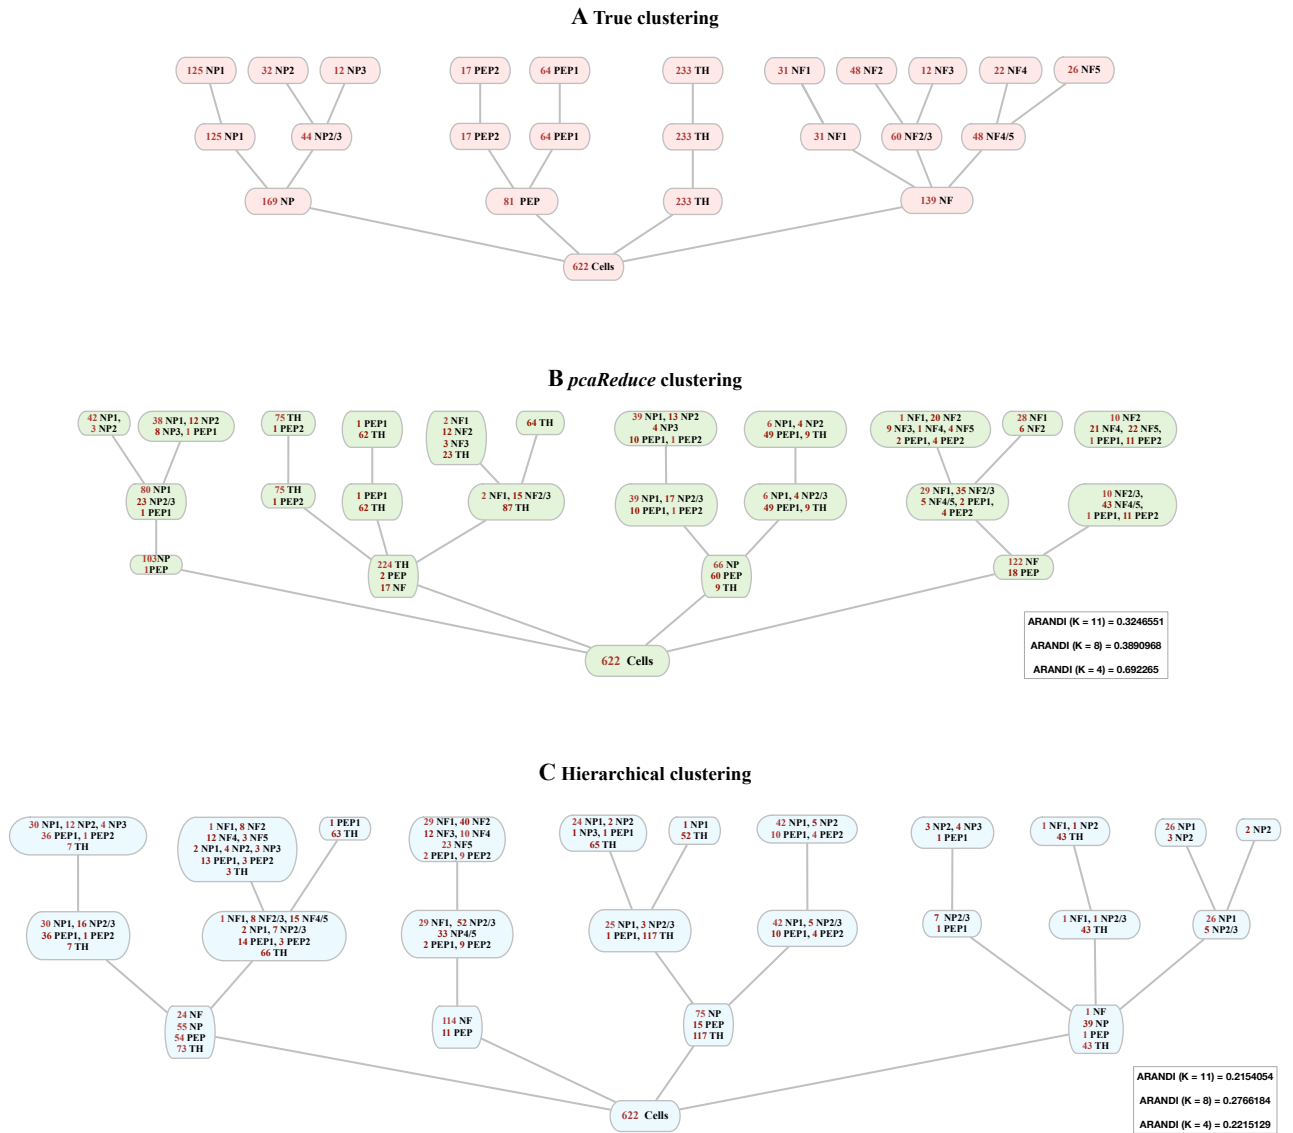 A True clustering
125 NP1
32 NP2
12 NP3
17 PEP2
64 PEP1
233 TH
31 NF1
48 NF2
12 NF3
22 NF4
26 NF5
125 NP1
44 NP2/3
17 PEP2
64 PEP1
233 TH
31 NF1
60 NF2/3
48 NF4/5
169 NP
81 PEP
233 TH
139 NF
622 Cells
B pcaReduce clustering
42 NP1,
3 NP2
38 NP1, 12 NP2
8 NP3, 1 PEP1
75 TH
1 PEP2
1 PEP1
62 TH
2 NF1
12 NF2
3 NF3
23 TH
64 TH
39 NP1, 13 NP2
4 NP3
10 PEP1, 1 PEP2
6 NP1, 4 NP2
49 PEP1, 9 TH
1 NF1, 20 NF2
9 NF3, 1 NF4, 4 NF5
2 PEP1, 4 PEP2
28 NF1
6 NF2
10 NF2
21 NF4, 22 NF5,
1 PEP1, 11 PEP2
80 NP1
23 NP2/3
1 PEP1
75 TH
1 PEP2
1 PEP1
62 TH
2 NF1, 15 NF2/3
87 TH
39 NP1, 17 NP2/3
10 PEP1, 1 PEP2
6 NP1, 4 NP2/3
49 PEP1, 9 TH
29 NF1, 35 NF2/3
5 NF4/5, 2 PEP1,
4 PEP2
10 NF2/3,
43 NF4/5,
1 PEP1, 11 PEP2
103NP
1PEP
224 TH
2 PEP
17 NF
66 NP
60 PEP
9 TH
122 NF
18 PEP
622 Cells
ARANDI (K = 11) = 0.3246551
ARANDI (K = 8) = 0.3890968
ARANDI (K = 4) = 0.692265
C Hierarchical clustering
30 NP1, 12 NP2, 4 NP3
36 PEP1, 1 PEP2
7 TH
1 NF1, 8 NF2
12 NF4, 3 NF5
2 NP1, 4 NP2, 3 NP3
13 PEP1, 3 PEP2
3 TH
1 PEP1
63 TH
29 NF1, 40 NF2
12 NF3, 10 NF4
23 NF5
2 PEP1, 9 PEP2
24 NP1, 2 NP2
1 NP3, 1 PEP1
65 TH
1 NP1
52 TH
42 NP1, 5 NP2
10 PEP1, 4 PEP2
3 NP2, 4 NP3
1 PEP1
1 NF1, 1 NP2
43 TH
26 NP1
3 NP2
2 NP2
30 NP1, 16 NP2/3
36 PEP1, 1 PEP2
7 TH
1 NF1, 8 NF2/3, 15 NF4/5
2 NP1, 7 NP2/3
14 PEP1, 3 PEP2
66 TH
29 NF1, 52 NP2/3
33 NP4/5
2 PEP1, 9 PEP2
25 NP1, 3 NP2/3
1 PEP1, 117 TH
42 NP1, 5 NP2/3
10 PEP1, 4 PEP2
7 NP2/3
1 PEP1
1 NF1, 1 NP2/3
43 TH
26 NP1
5 NP2/3
24 NF
55 NP
54 PEP
73 TH
114 NF
11 PEP
75 NP
15 PEP
117 TH
1 NF
39 NP
1 PEP
43 TH
622 Cells
ARANDI (K = 11) = 0.2154054
ARANDI (K = 8) = 0.2766184
ARANDI (K = 4) = 0.2215129